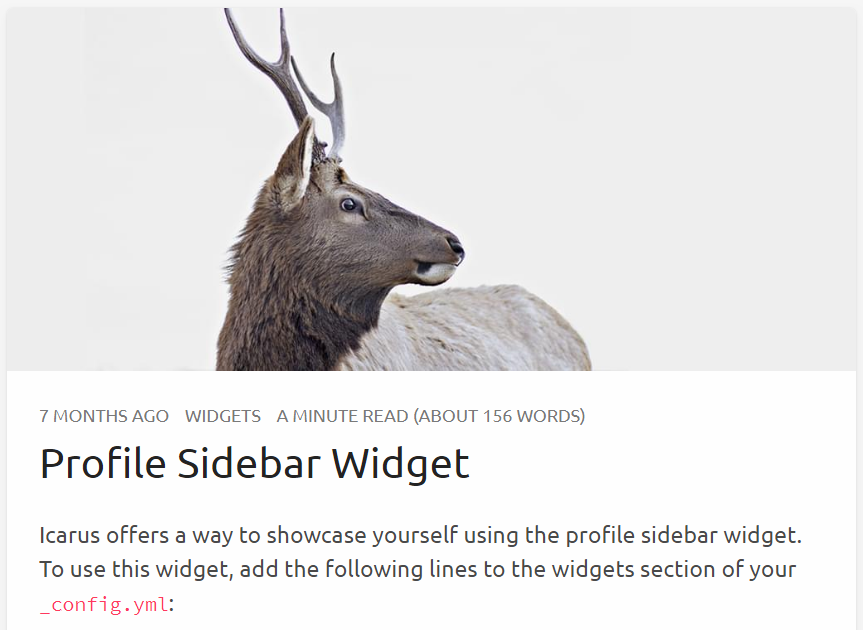 7 MONTHS AGO WIDGETS A MINUTE READ (ABOUT 156 WORDS)
Profile Sidebar Widget
Icarus offers a way to showcase yourself using the profile sidebar widget.
To use this widget, add the following lines to the widgets section of your
_config.yml: